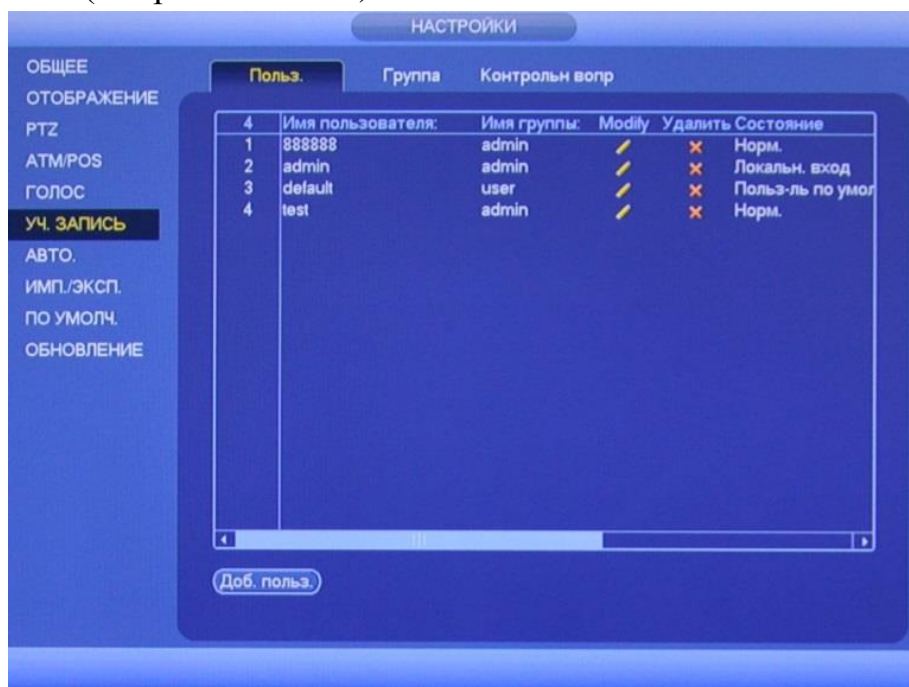 НАСТРОЙКИ
ОБЩЕЕ
ОТОБРАЖЕНИЕ
PTZ
ATM/POS
ГОЛОС
УЧ. ЗАПИСЬ
АВТО.
ИМП./ЭКСП.
ПО УМОЛЧ.
ОБНОВЛЕНИЕ
Польз. Группа Контрольн вопр
4 Имя пользователя: Имя группы: Modify Удалить Состояние
1 888888 admin Норм.
2 admin admin Локальн. вход
3 default user Польз-ль по умол
4 test admin Норм.
Доб. польз.